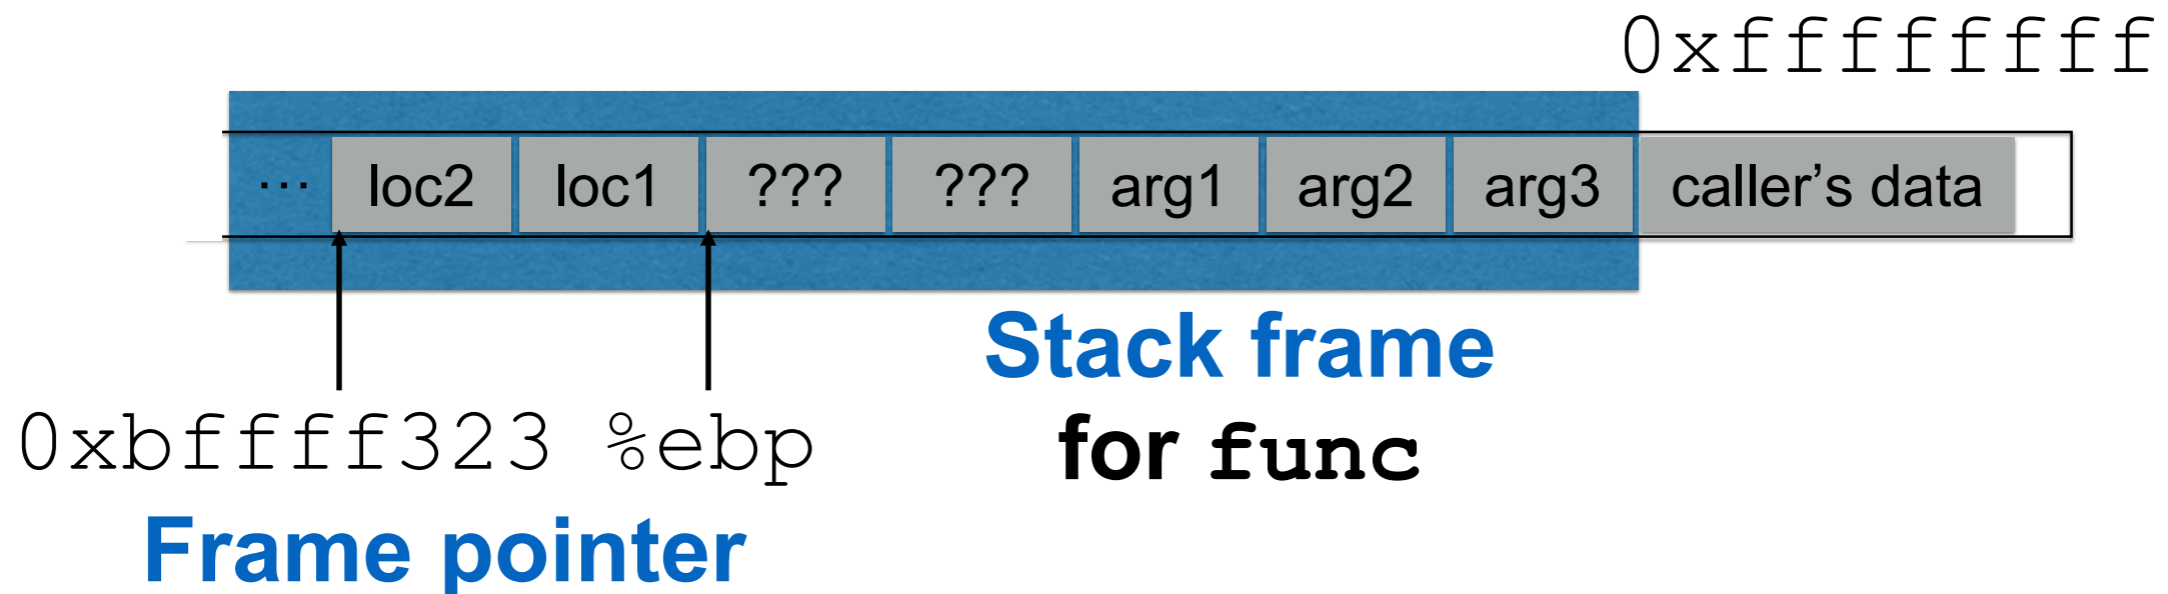 0xffffffff
... loc2 loc1 ??? ??? arg1 arg2 arg3 caller's data
Stack frame
for func
0xbffff323 %ebp
Frame pointer